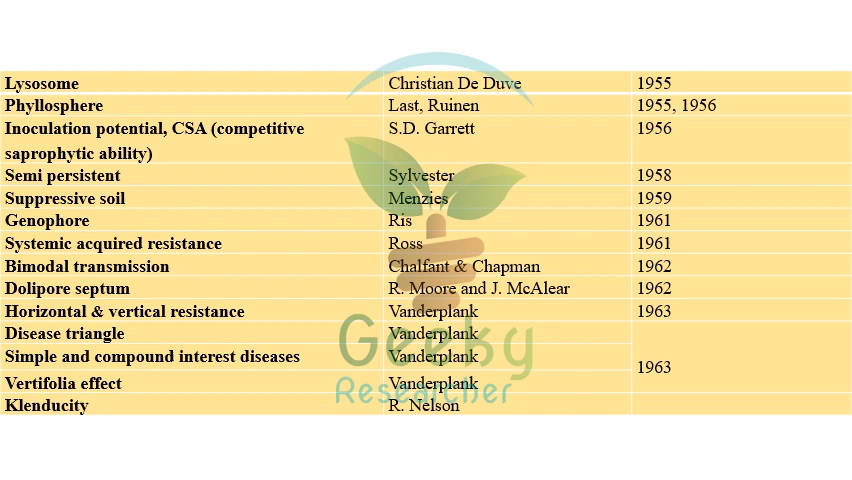 Lysosome Christian De Duve 1955
Phyllosphere Last, Ruinen 1955, 1956
Inoculation potential, CSA (competitive S.D. Garrett 1956
saprophytic ability)
Semi persistent Sylvester 1958
Suppressive soil Menzies 1959
Genophore Ris 1961
Systemic acquired resistance Ross 1961
Bimodal transmission Chalfant & Chapman 1962
Dolipore septum R. Moore and J. McAlear 1962
Horizontal & vertical resistance Vanderplank 1963
Disease triangle Vanderplank
Simple and compound interest diseases Vanderplank
1963
Vertifolia effect Vanderplank
Klenducity R. Nelson
Geeky
Researcher